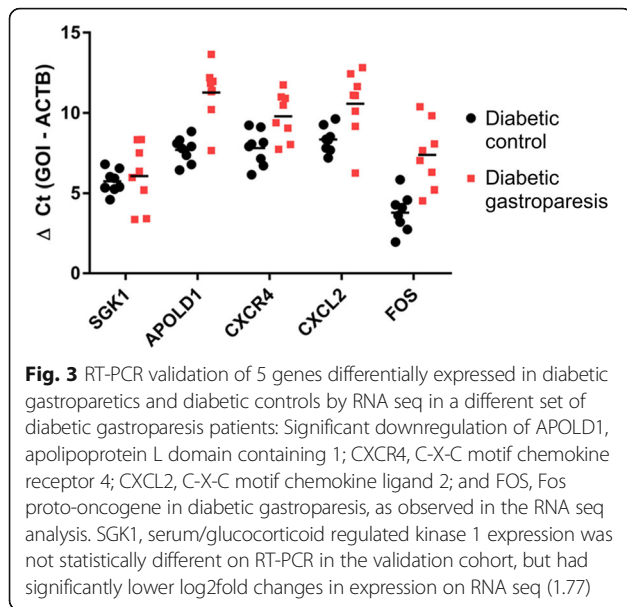 15
10
5
0
Δ Ct (GOI - ACTB)
SGK1
APOLD1
CXCR4
CXCL2
FOS
Diabetic
control
Diabetic
gastroparesis
Fig. 3 RT-PCR validation of 5 genes differentially expressed in diabetic
gastroparetics and diabetic controls by RNA seq in a different set of
diabetic gastroparesis patients: Significant downregulation of APOLD1,
apolipoprotein L domain containing 1; CXCR4, C-X-C motif chemokine
receptor 4; CXCL2, C-X-C motif chemokine ligand 2; and FOS, Fos
proto-oncogene in diabetic gastroparesis, as observed in the RNA seq
analysis. SGK1, serum/glucocorticoid regulated kinase 1 expression was
not statistically different on RT-PCR in the validation cohort, but had
significantly lower log2fold changes in expression on RNA seq (1.77)